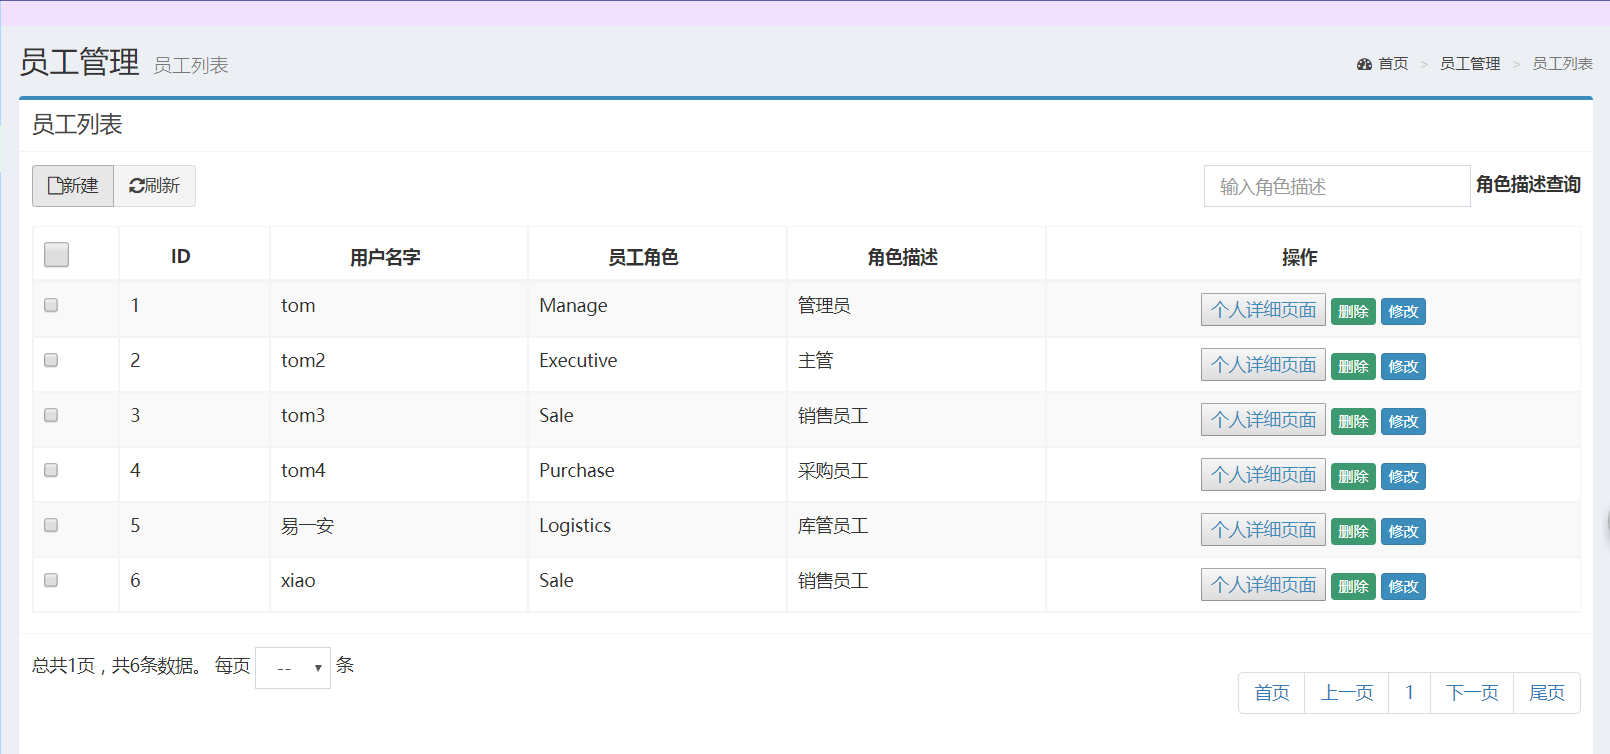 员工管理 员工列表
首页 > 员工管理 > 员工列表
员工列表
新建 刷新
输入角色描述 角色描述查询
ID 用户名字 员工角色 角色描述 操作
1 tom Manage 管理员 个人详细页面 删除 修改
2 tom2 Executive 主管 个人详细页面 删除 修改
3 tom3 Sale 销售员工 个人详细页面 删除 修改
4 tom4 Purchase 采购员工 个人详细页面 删除 修改
5 易一安 Logistics 库管员工 个人详细页面 删除 修改
6 xiao Sale 销售员工 个人详细页面 删除 修改
总共1页，共6条数据。 每页 -- 条
首页 上一页 1 下一页 尾页